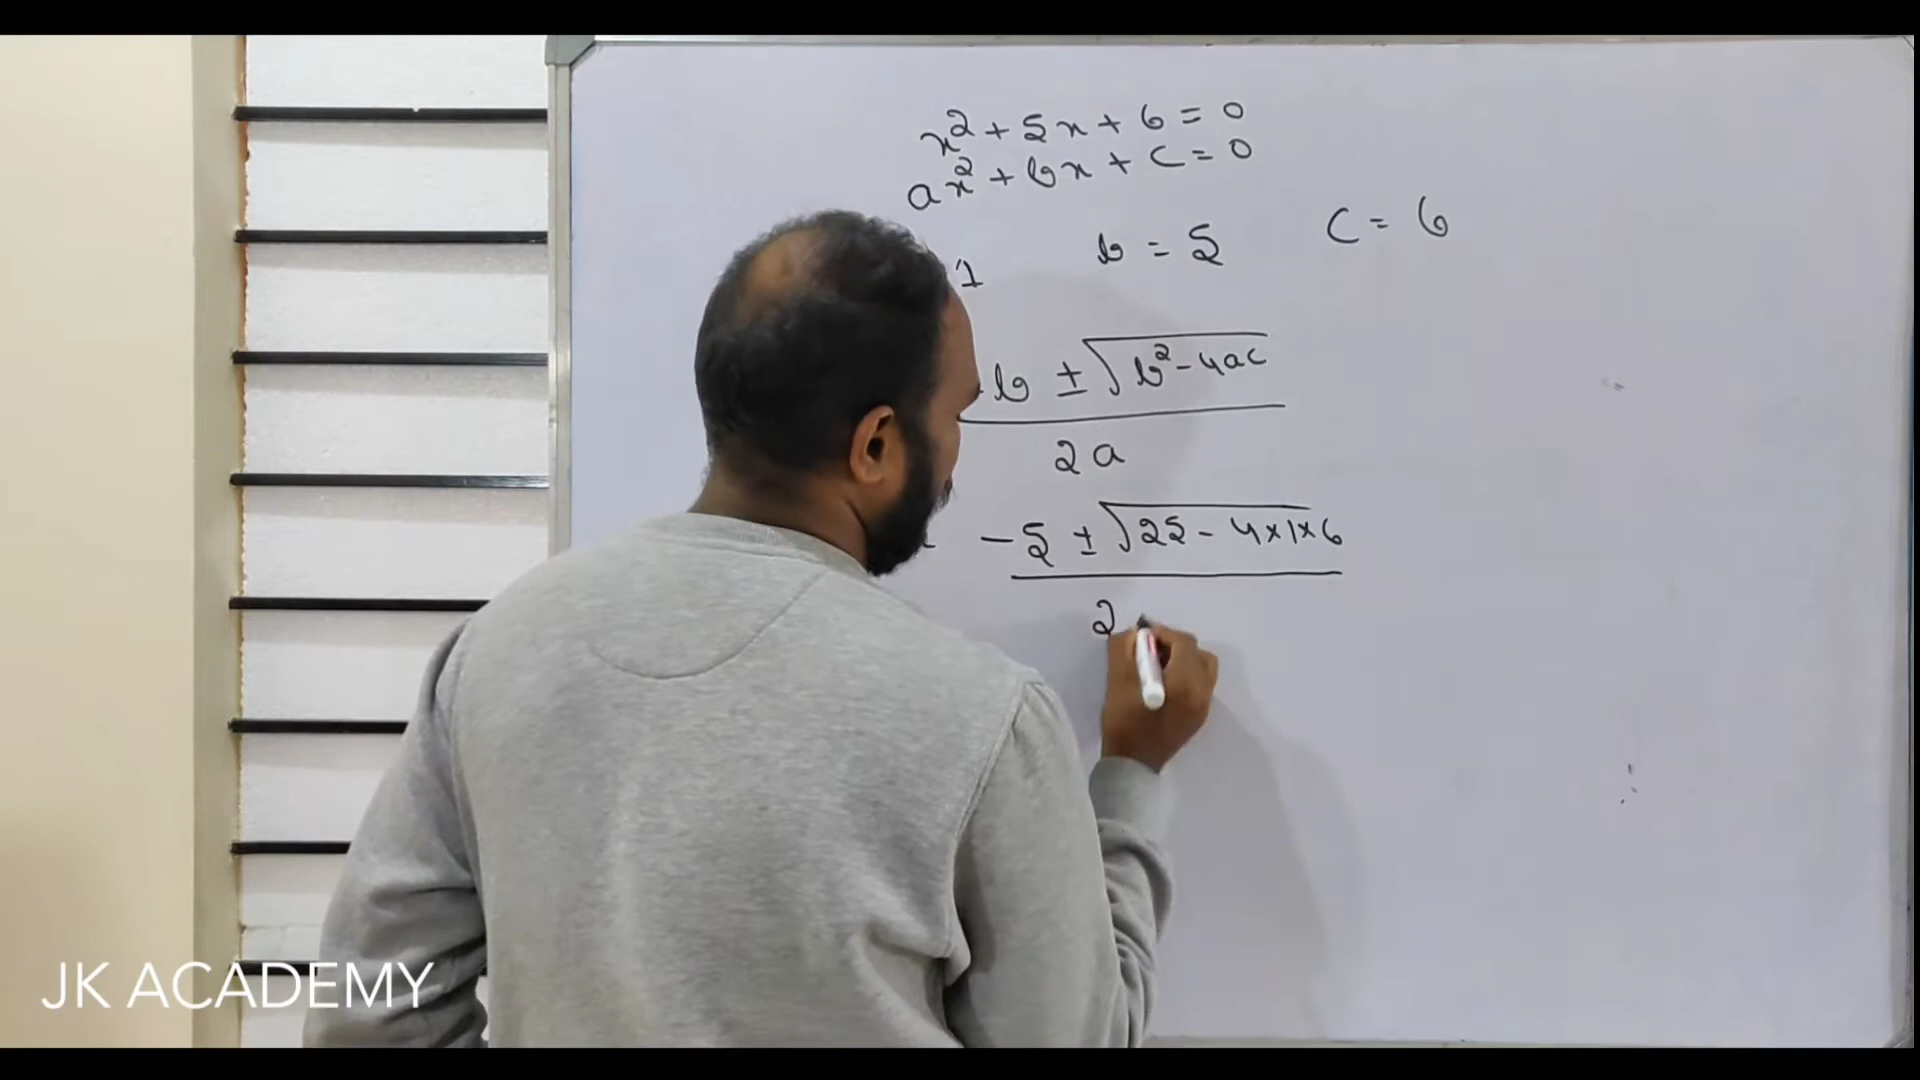 x² + 5x + 6 = 0
ax² + bx + c = 0
1 b = 5 c = 6
-b ± √b² - 4ac
2a
- 5 ± √25 - 4×1×6
2
JK ACADEMY